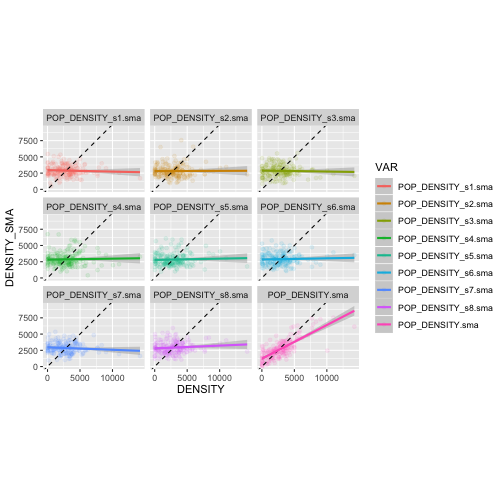 POP_DENSITY_s1.sma POP_DENSITY_s2.sma POP_DENSITY_s3.sma
7500
5000
2500
0
POP_DENSITY_s4.sma POP_DENSITY_s5.sma POP_DENSITY_s6.sma
7500
5000
2500
0
POP_DENSITY_s7.sma POP_DENSITY_s8.sma POP_DENSITY.sma
7500
5000
2500
0
0 5000 10000 0 5000 10000 0 5000 10000
DENSITY
DENSITY_SMA
VAR
POP_DENSITY_s1.sma
POP_DENSITY_s2.sma
POP_DENSITY_s3.sma
POP_DENSITY_s4.sma
POP_DENSITY_s5.sma
POP_DENSITY_s6.sma
POP_DENSITY_s7.sma
POP_DENSITY_s8.sma
POP_DENSITY.sma